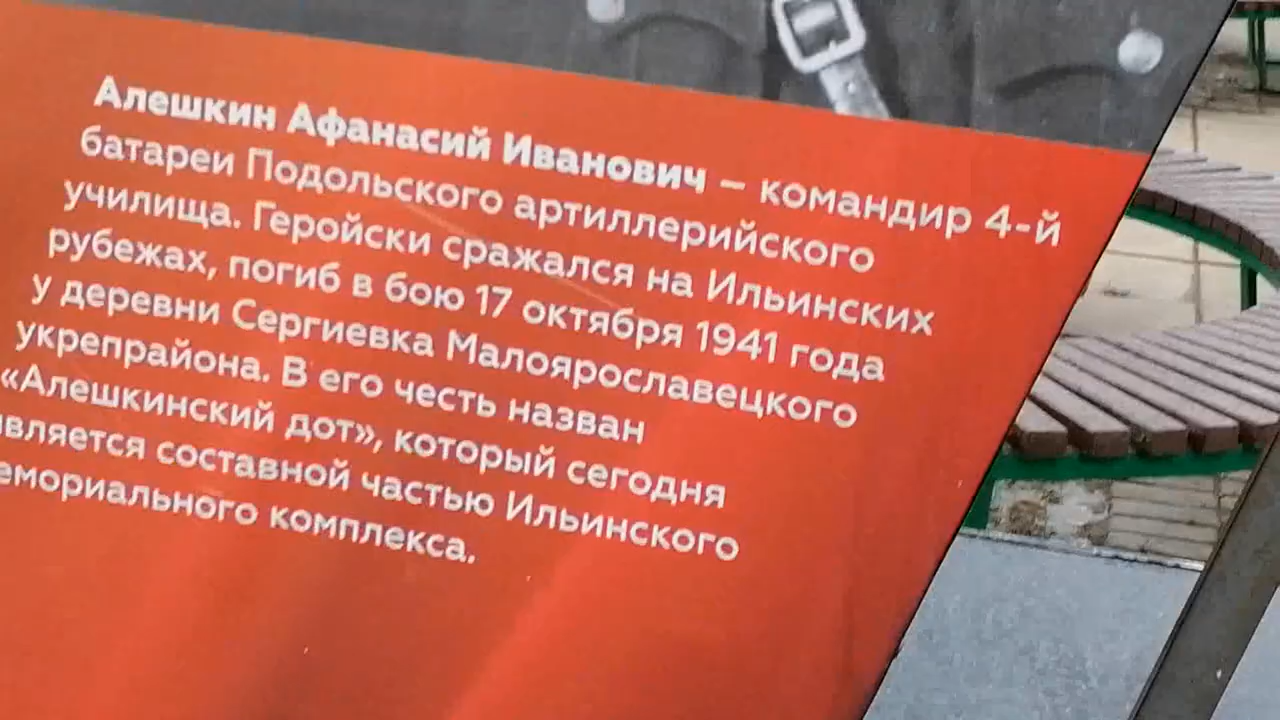 Алешкин Афанасий Иванович – командир 4-й
батареи Подольского артиллерийского
училища. Геройски сражался на Ильинских
рубежах, погиб в бою 17 октября 1941 года
у деревни Сергиевка Малоярославецкого
укрепрайона. В его честь назван
«Алешкинский дот», который сегодня
является составной частью Ильинского
емориального комплекса.